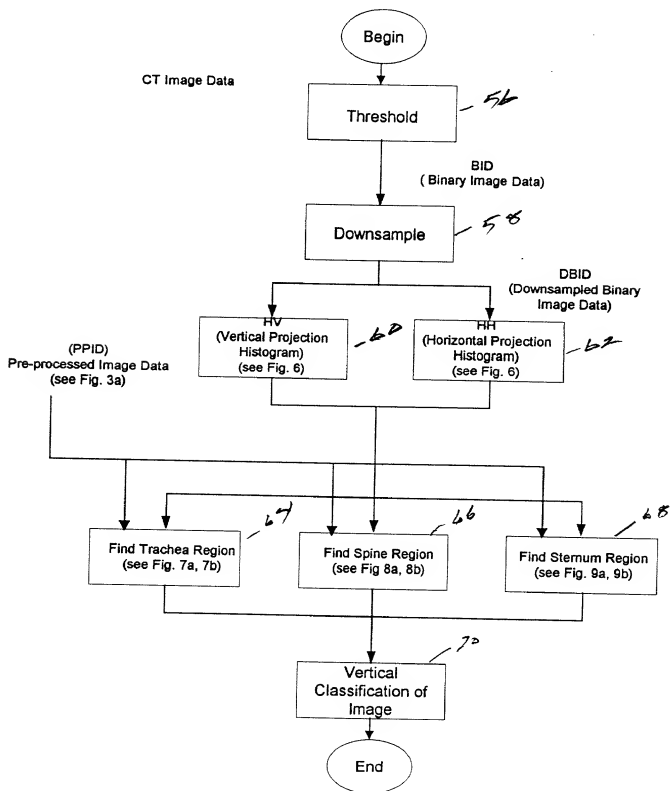 Begin
CT Image Data
Threshold
56
BID
( Binary Image Data)
Downsample
58
DBID
(Downsampled Binary
Image Data)
HV
(Vertical Projection
Histogram)
(see Fig. 6)
60
HH
(Horizontal Projection
Histogram)
(see Fig. 6)
62
(PPID)
Pre-processed Image Data
(see Fig. 3a)
Find Trachea Region
(see Fig. 7a, 7b)
64
Find Spine Region
(see Fig 8a, 8b)
66
Find Sternum Region
(see Fig. 9a, 9b)
68
Vertical
Classification of
Image
70
End